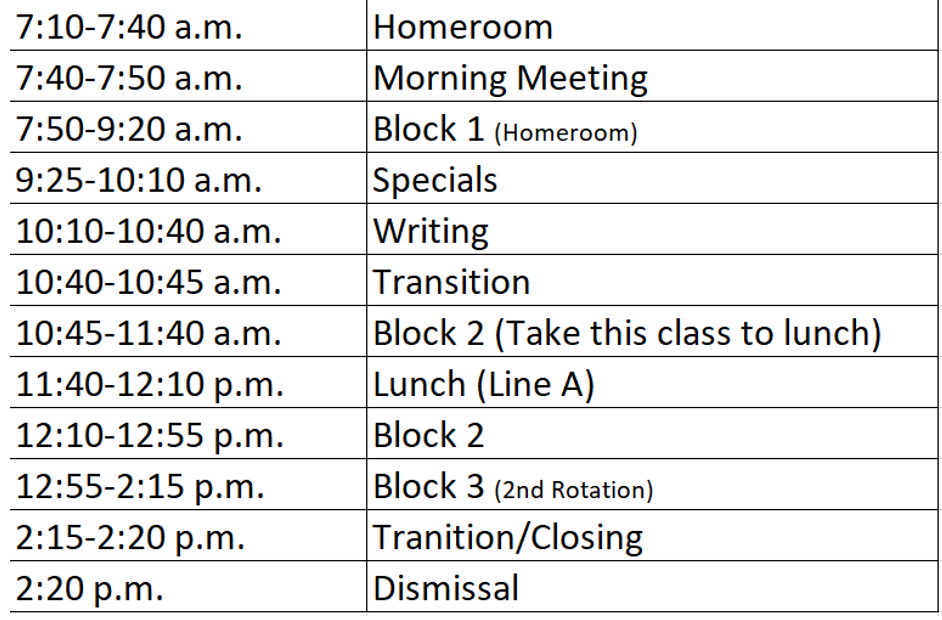 7:10-7:40 a.m. Homeroom
7:40-7:50 a.m. Morning Meeting
7:50-9:20 a.m. Block 1 (Homeroom)
9:25-10:10 a.m. Specials
10:10-10:40 a.m. Writing
10:40-10:45 a.m. Transition
10:45-11:40 a.m. Block 2 (Take this class to lunch)
11:40-12:10 p.m. Lunch (Line A)
12:10-12:55 p.m. Block 2
12:55-2:15 p.m. Block 3 (2nd Rotation)
2:15-2:20 p.m. Tranition/Closing
2:20 p.m. Dismissal